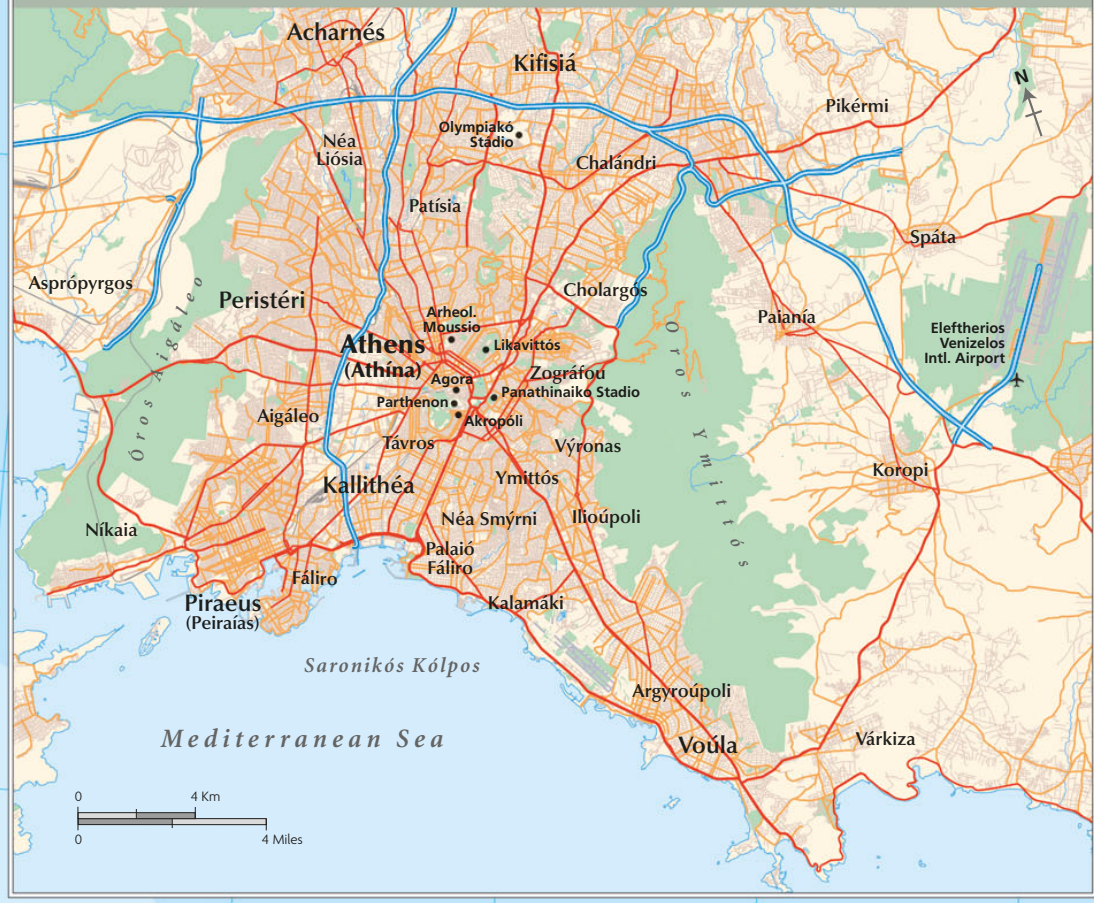 Acharnés
Kifisiá
N
Pikérmi
Olympiakó
Stádio
Néa
Liósia
Chalándri
Patísia
Spáta
Asprópyrgos
Peristéri
Cholargós
Óros Aigáleo
Oros Ymittós
Paianía
Arheol.
Moussio
Likavittós
Eleftherios
Venizelos
Intl. Airport
Athens
(Athína)
Zográfou
Agora
Panathinaikó Stadio
Parthenon
Akropóli
Aigáleo
Távros
Výronas
Koropi
Ymittós
Kallithéa
Néa Smýrni
Ilioúpoli
Níkaia
Palaió
Fáliro
Fáliro
Piraeus
(Peiraías)
Kalamáki
Saronikós Kólpos
Argyroúpoli
Mediterranean Sea
Voúla
Várkiza
0 4 Km
0 4 Miles